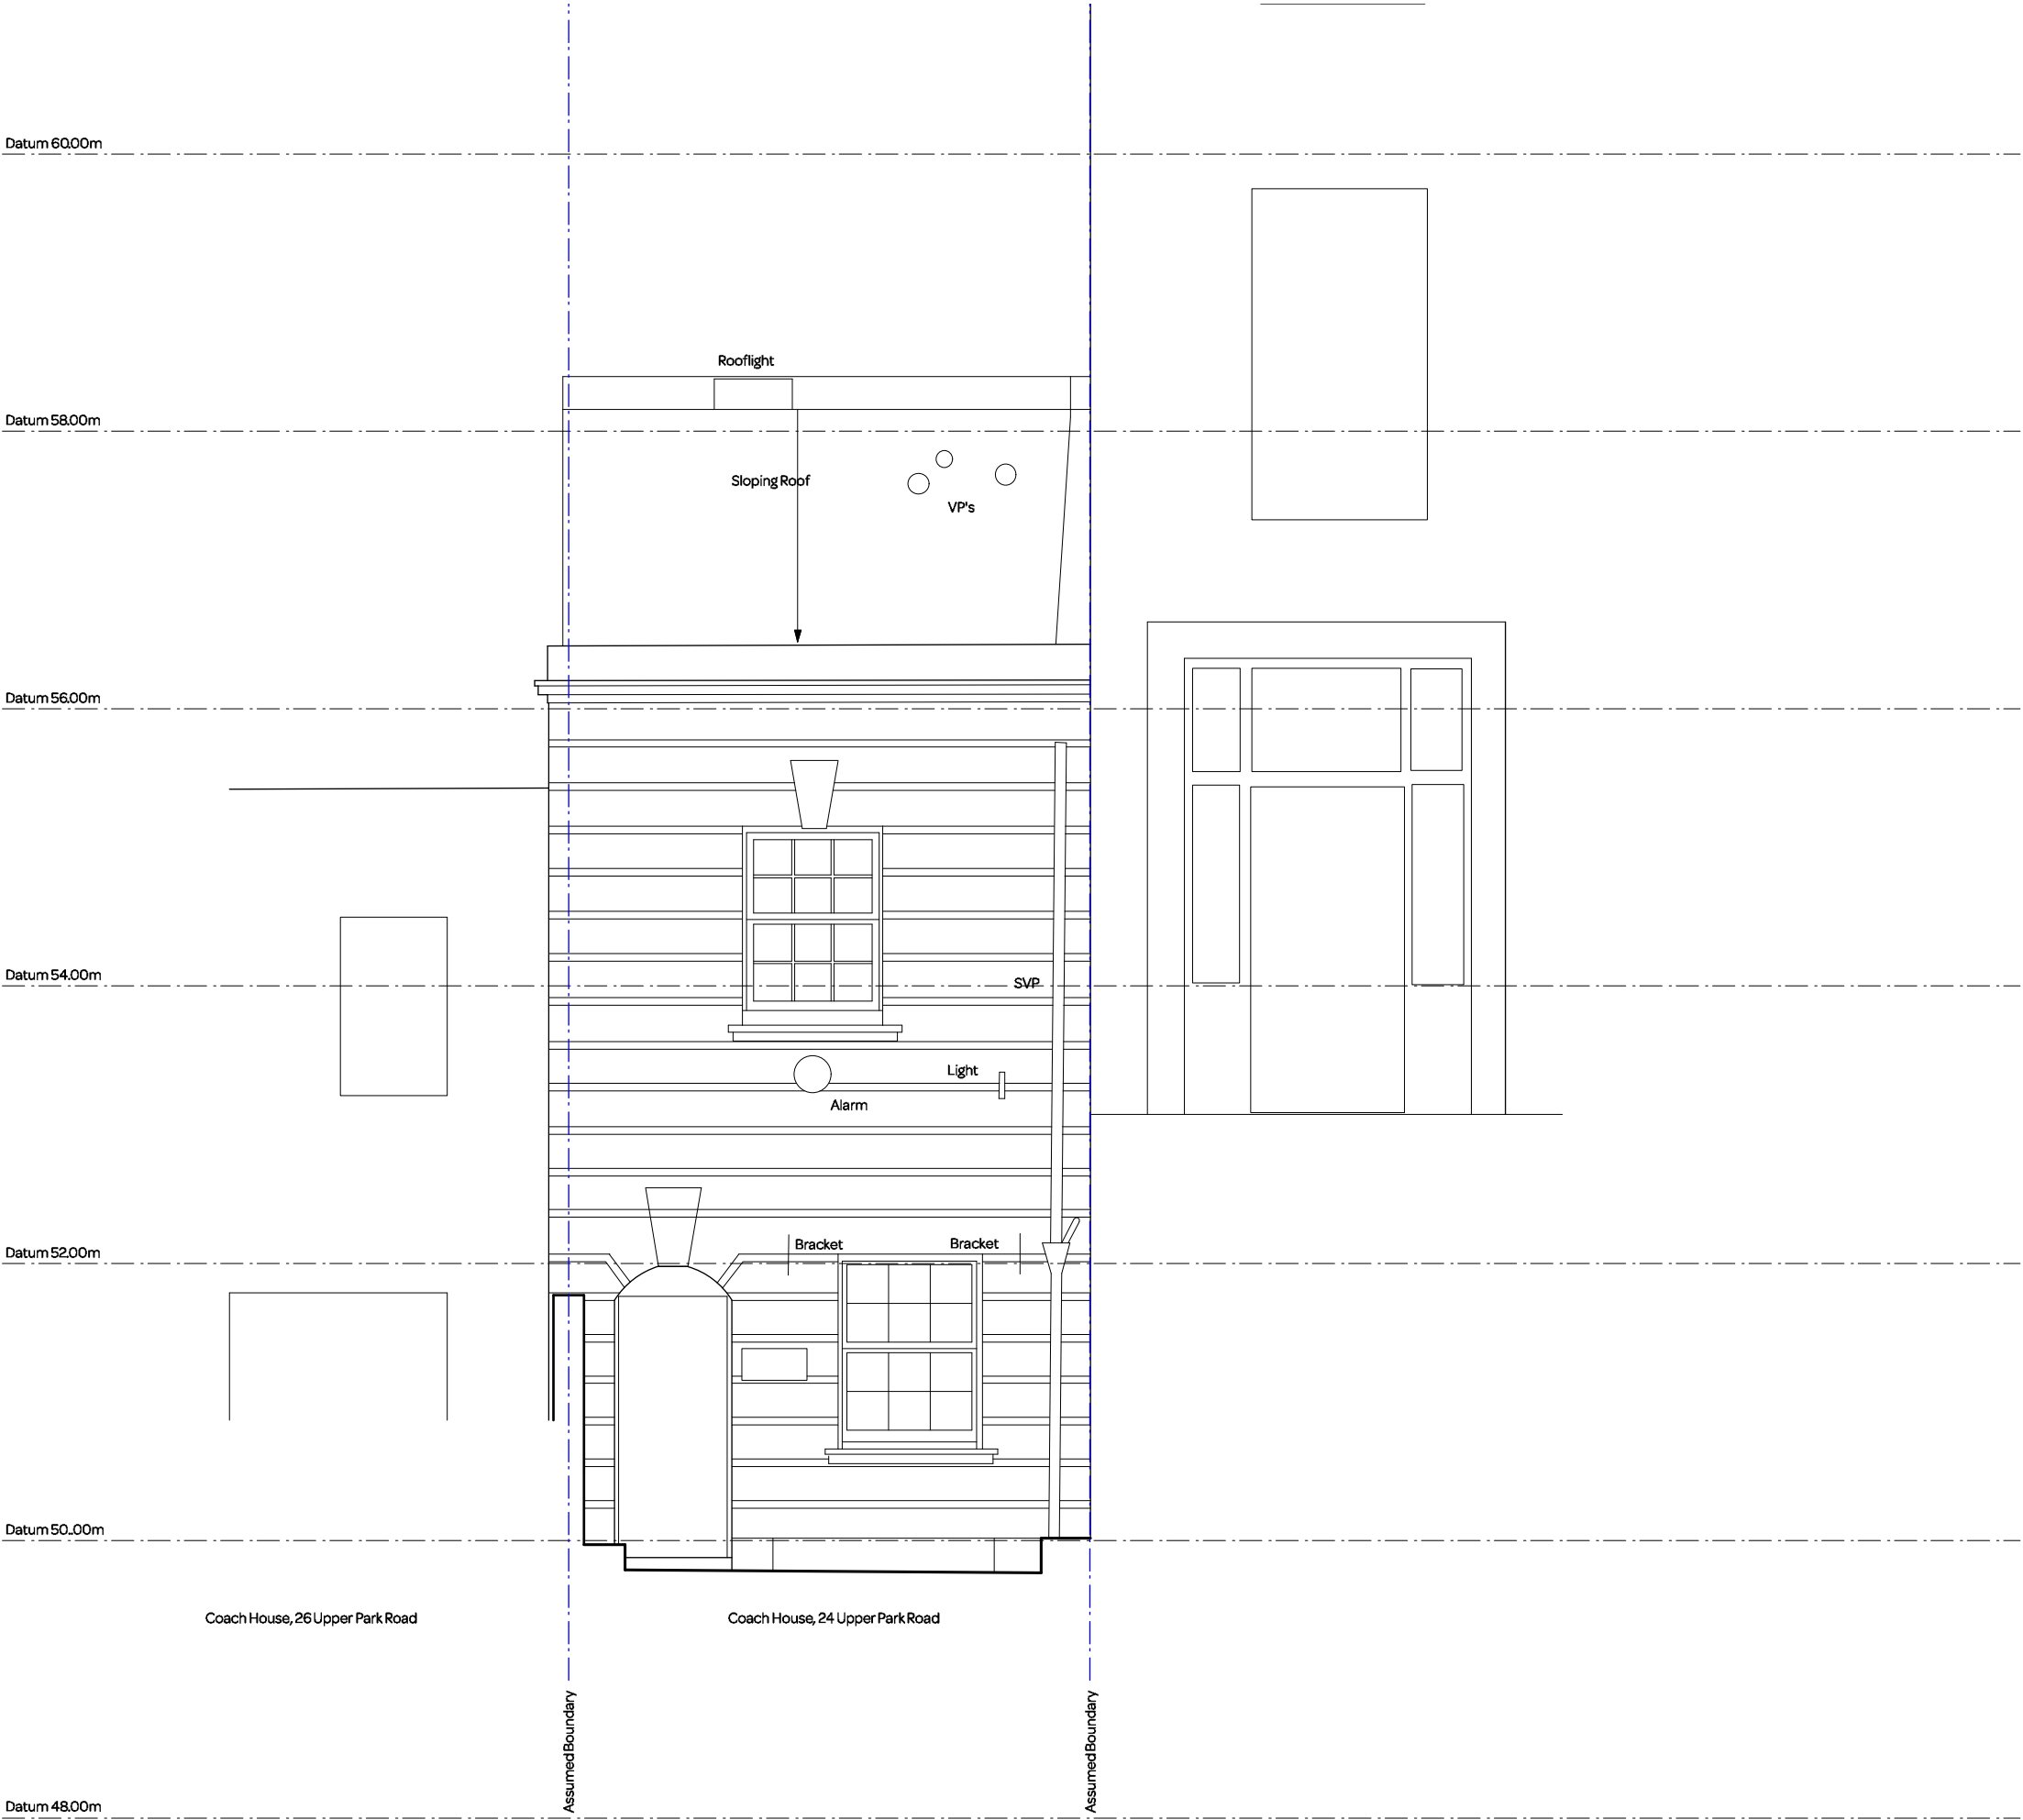 Datum 60.00m
Rooflight
Datum 58.00m
Sloping Roof
VP's
Datum 56.00m
Datum 54.00m
SVP
Light
Alarm
Datum 52.00m
Bracket
Bracket
Datum 50..00m
Coach House, 26 Upper Park Road
Coach House, 24 Upper Park Road
Assumed Boundary
Assumed Boundary
Datum 48.00m